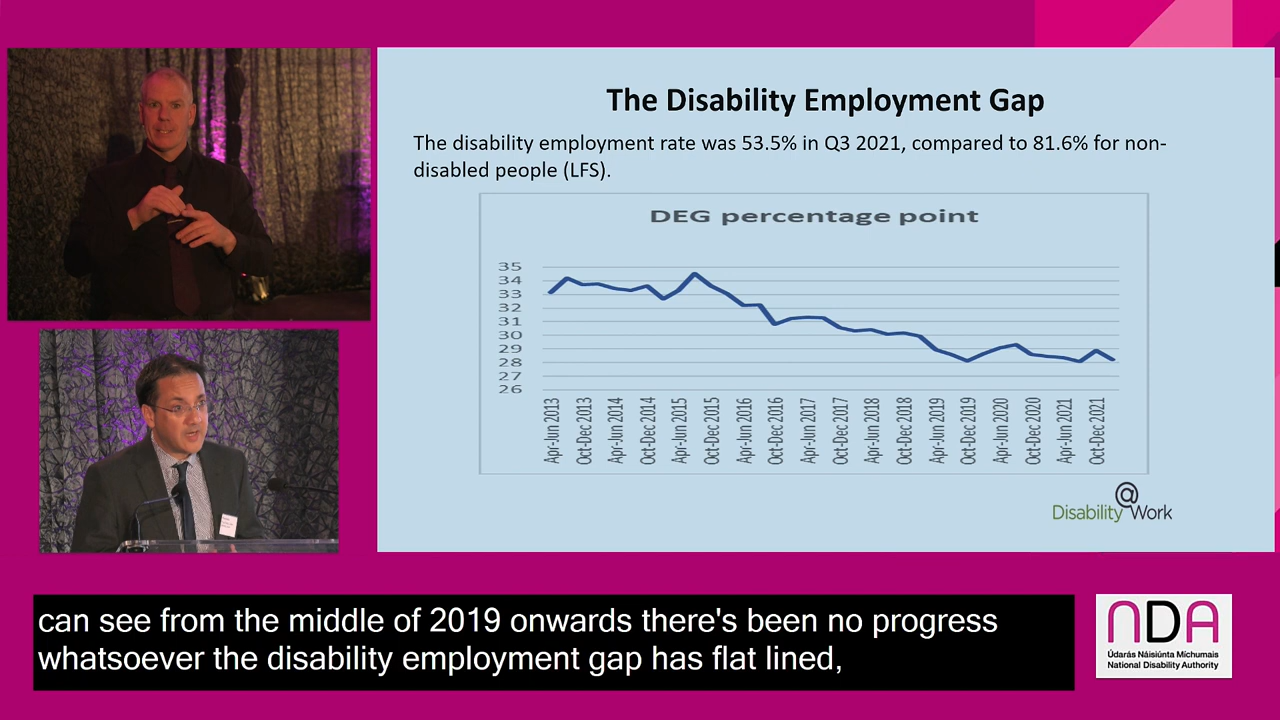 The Disability Employment Gap
The disability employment rate was 53.5% in Q3 2021, compared to 81.6% for non-
disabled people (LFS).
DEG percentage point
35
34
33
32
31
30
29
28
27
26
Apr-Jun 2013
Oct-Dec 2013
Apr-Jun 2014
Oct-Dec 2014
Apr-Jun 2015
Oct-Dec 2015
Apr-Jun 2016
Oct-Dec 2016
Apr-Jun 2017
Oct-Dec 2017
Apr-Jun 2018
Oct-Dec 2018
Apr-Jun 2019
Oct-Dec 2019
Apr-Jun 2020
Oct-Dec 2020
Apr-Jun 2021
Oct-Dec 2021
Disability@Work
can see from the middle of 2019 onwards there's been no progress
whatsoever the disability employment gap has flat lined,
NDA
Údarás Náisiúnta Míchumais
National Disability Authority